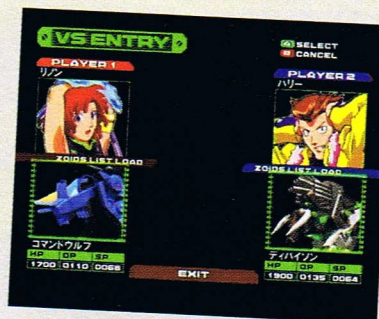 VS ENTRY
A SELECT
B CANCEL
PLAYER 1
リノン
ZOIDS LIST LOAD
コマンドウルフ
HP DP SP
1700 0110 0068
PLAYER 2
ハリー
ZOIDS LIST LOAD
ディバイソン
HP DP SP
1900 0135 0064
EXIT